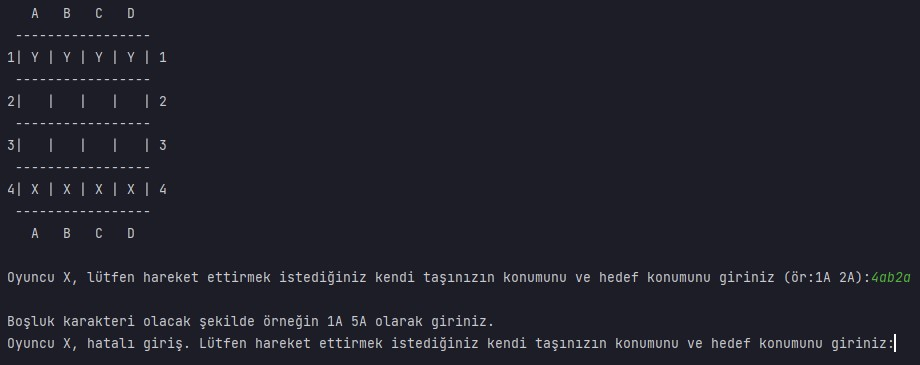 A   B   C   D
-----------------
1| Y | Y | Y | Y | 1
-----------------
2|   |   |   |   | 2
-----------------
3|   |   |   |   | 3
-----------------
4| X | X | X | X | 4
-----------------
A   B   C   D
Oyuncu X, lütfen hareket ettirmek istediğiniz kendi taşınızın konumunu ve hedef konumunu giriniz (ör:1A 2A):4ab2a
Boşluk karakteri olacak şekilde örneğin 1A 5A olarak giriniz.
Oyuncu X, hatalı giriş. Lütfen hareket ettirmek istediğiniz kendi taşınızın konumunu ve hedef konumunu giriniz: